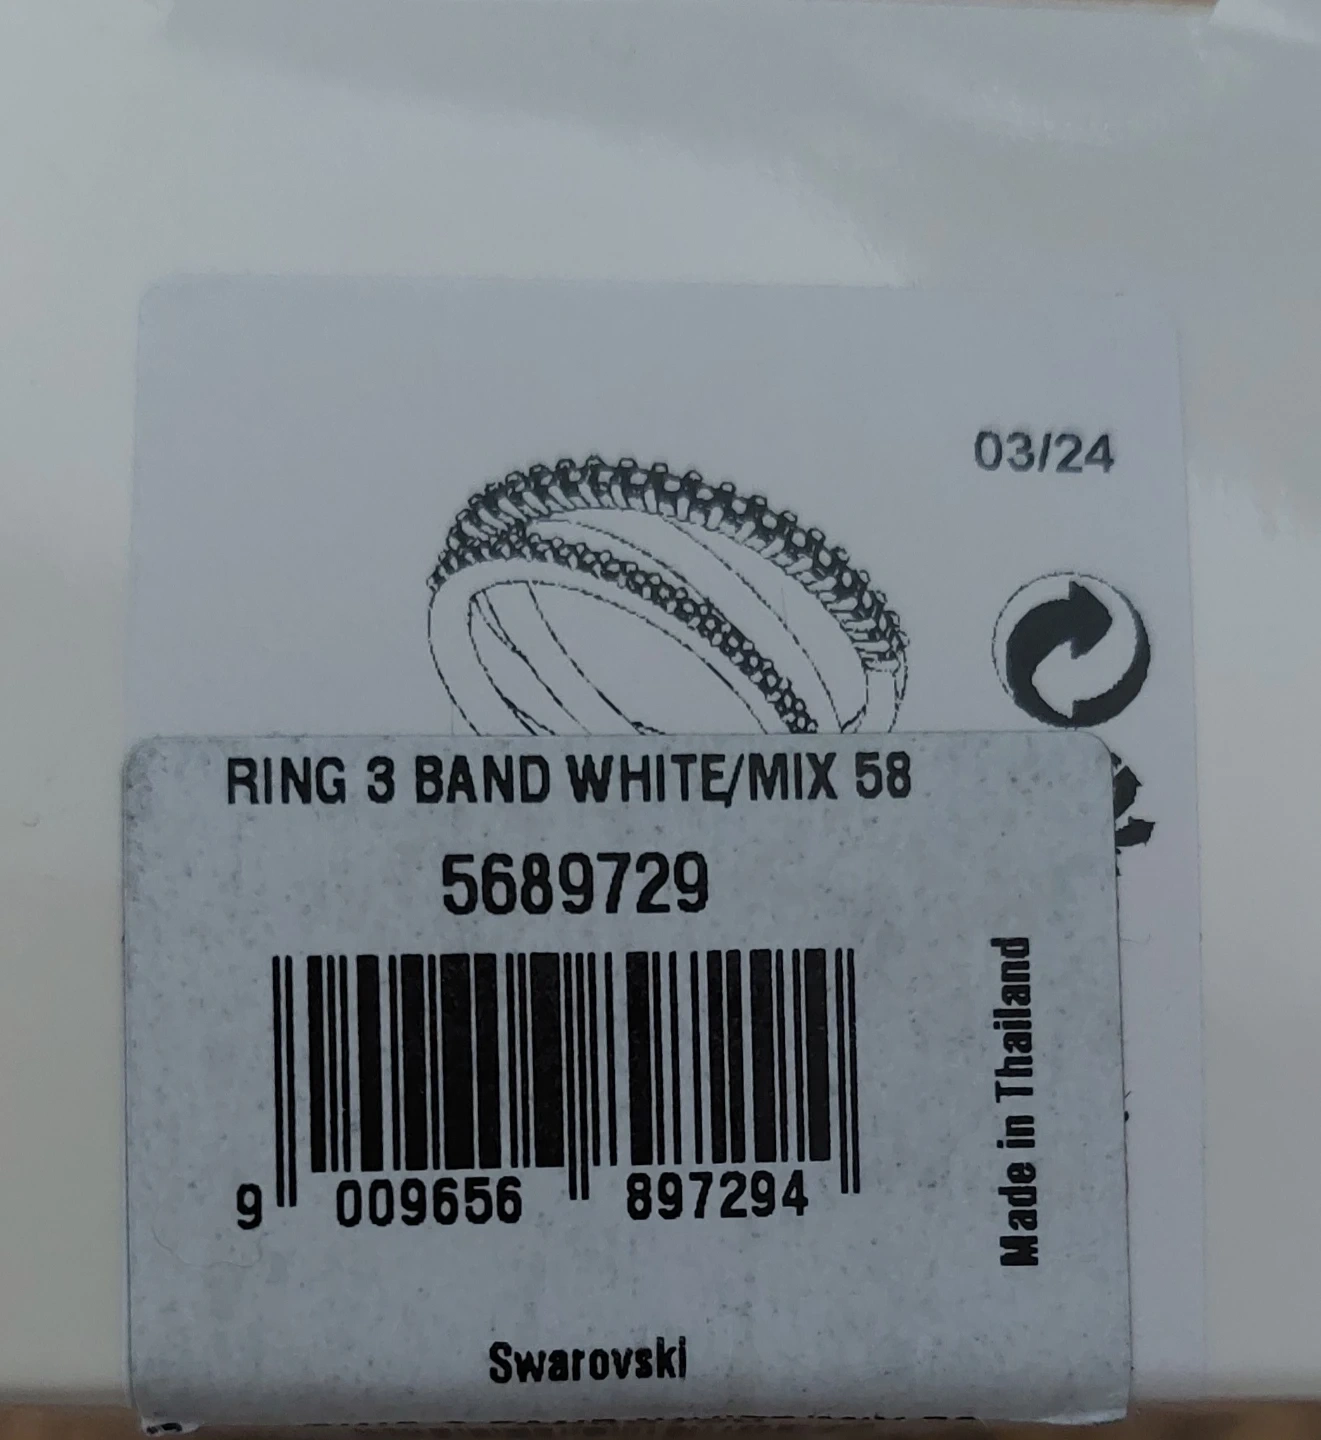 03/24
RING 3 BAND WHITE/MIX 58
5689729
9 009656 897294
Made in Thailand
Swarovski